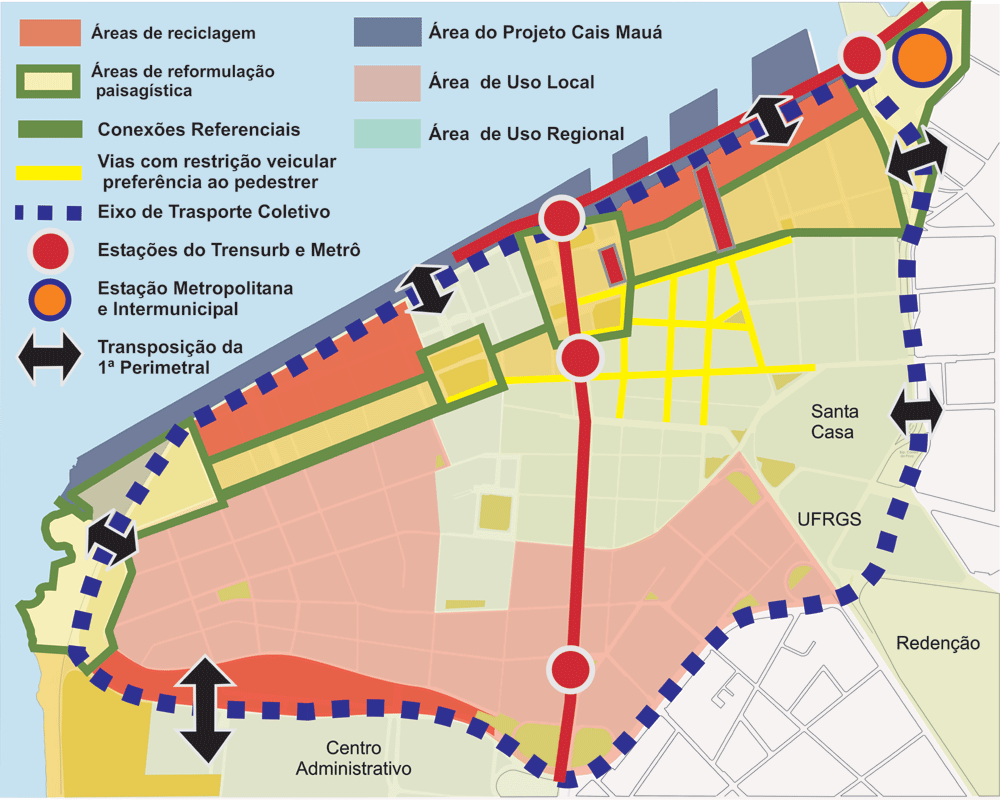 Áreas de reciclagem
Áreas de reformulação
paisagística
Conexões Referenciais
Vias com restrição veicular
preferência ao pedestrer
Eixo de Trasporte Coletivo
Estações do Trensurb e Metrô
Estação Metropolitana
e Intermunicipal
Transposição da
1ª Perimetral
Área do Projeto Cais Mauá
Área de Uso Local
Área de Uso Regional
Santa
Casa
UFRGS
Redenção
Centro
Administrativo